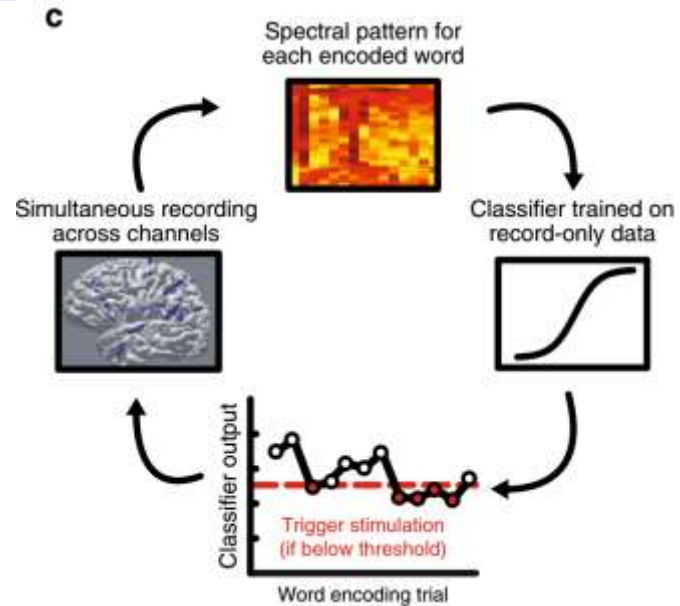 c
Spectral pattern for
each encoded word
Simultaneous recording
across channels
Classifier trained on
record-only data
Classifier output
Trigger stimulation
(if below threshold)
Word encoding trial